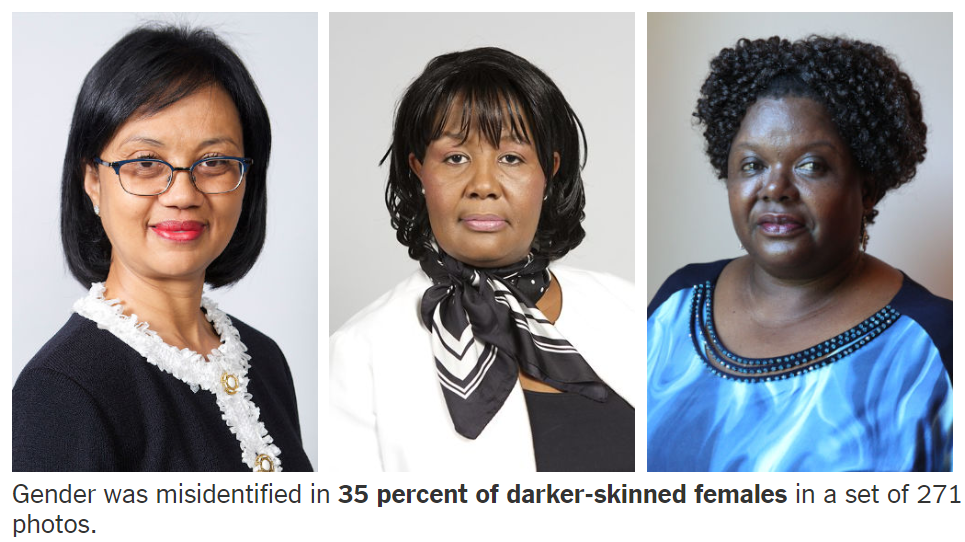 Gender was misidentified in 35 percent of darker-skinned females in a set of 271
photos.